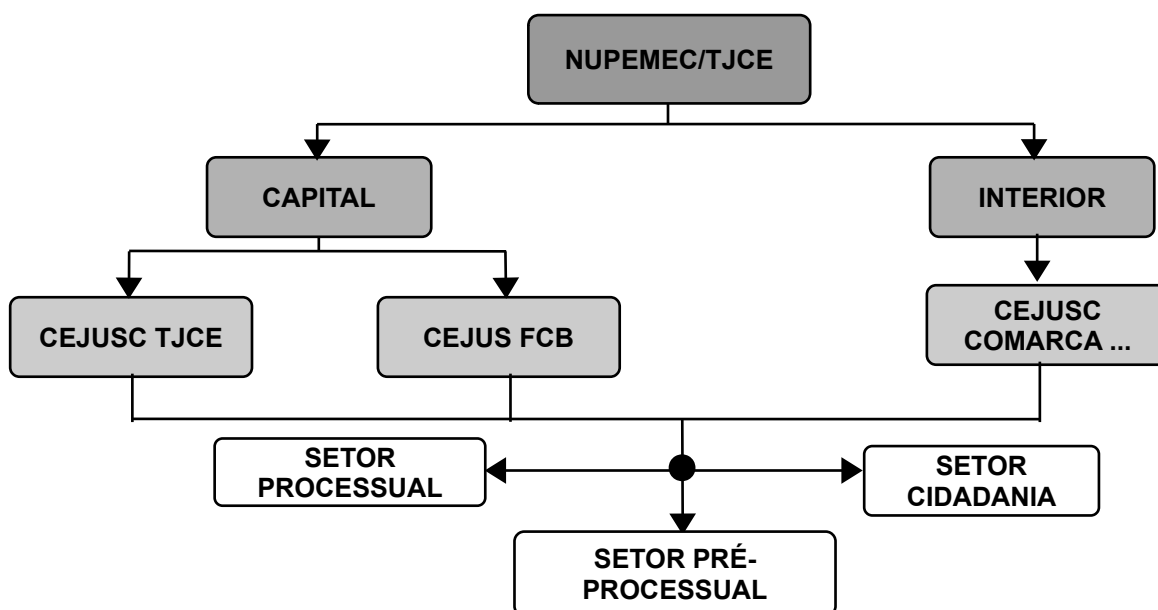 NUPEMEC/TJCE
CAPITAL
INTERIOR
CEJUSC TJCE
CEJUS FCB
CEJUSC
COMARCA ...
SETOR
PROCESSUAL
SETOR
CIDADANIA
SETOR PRÉ-
PROCESSUAL